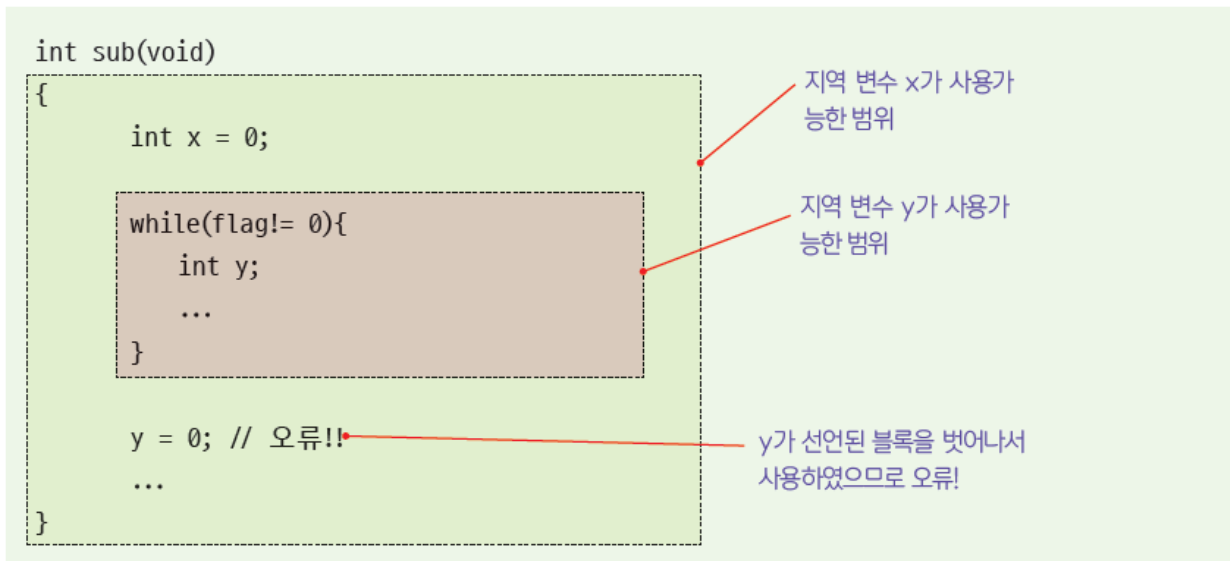 int sub(void)
{
int x = 0;
지역 변수 x가 사용가
능한 범위
while(flag!= 0){
int y;
...
}
지역 변수 y가 사용가
능한 범위
y = 0; // 오류!!
...
}
y가 선언된 블록을 벗어나서
사용하였으므로 오류!